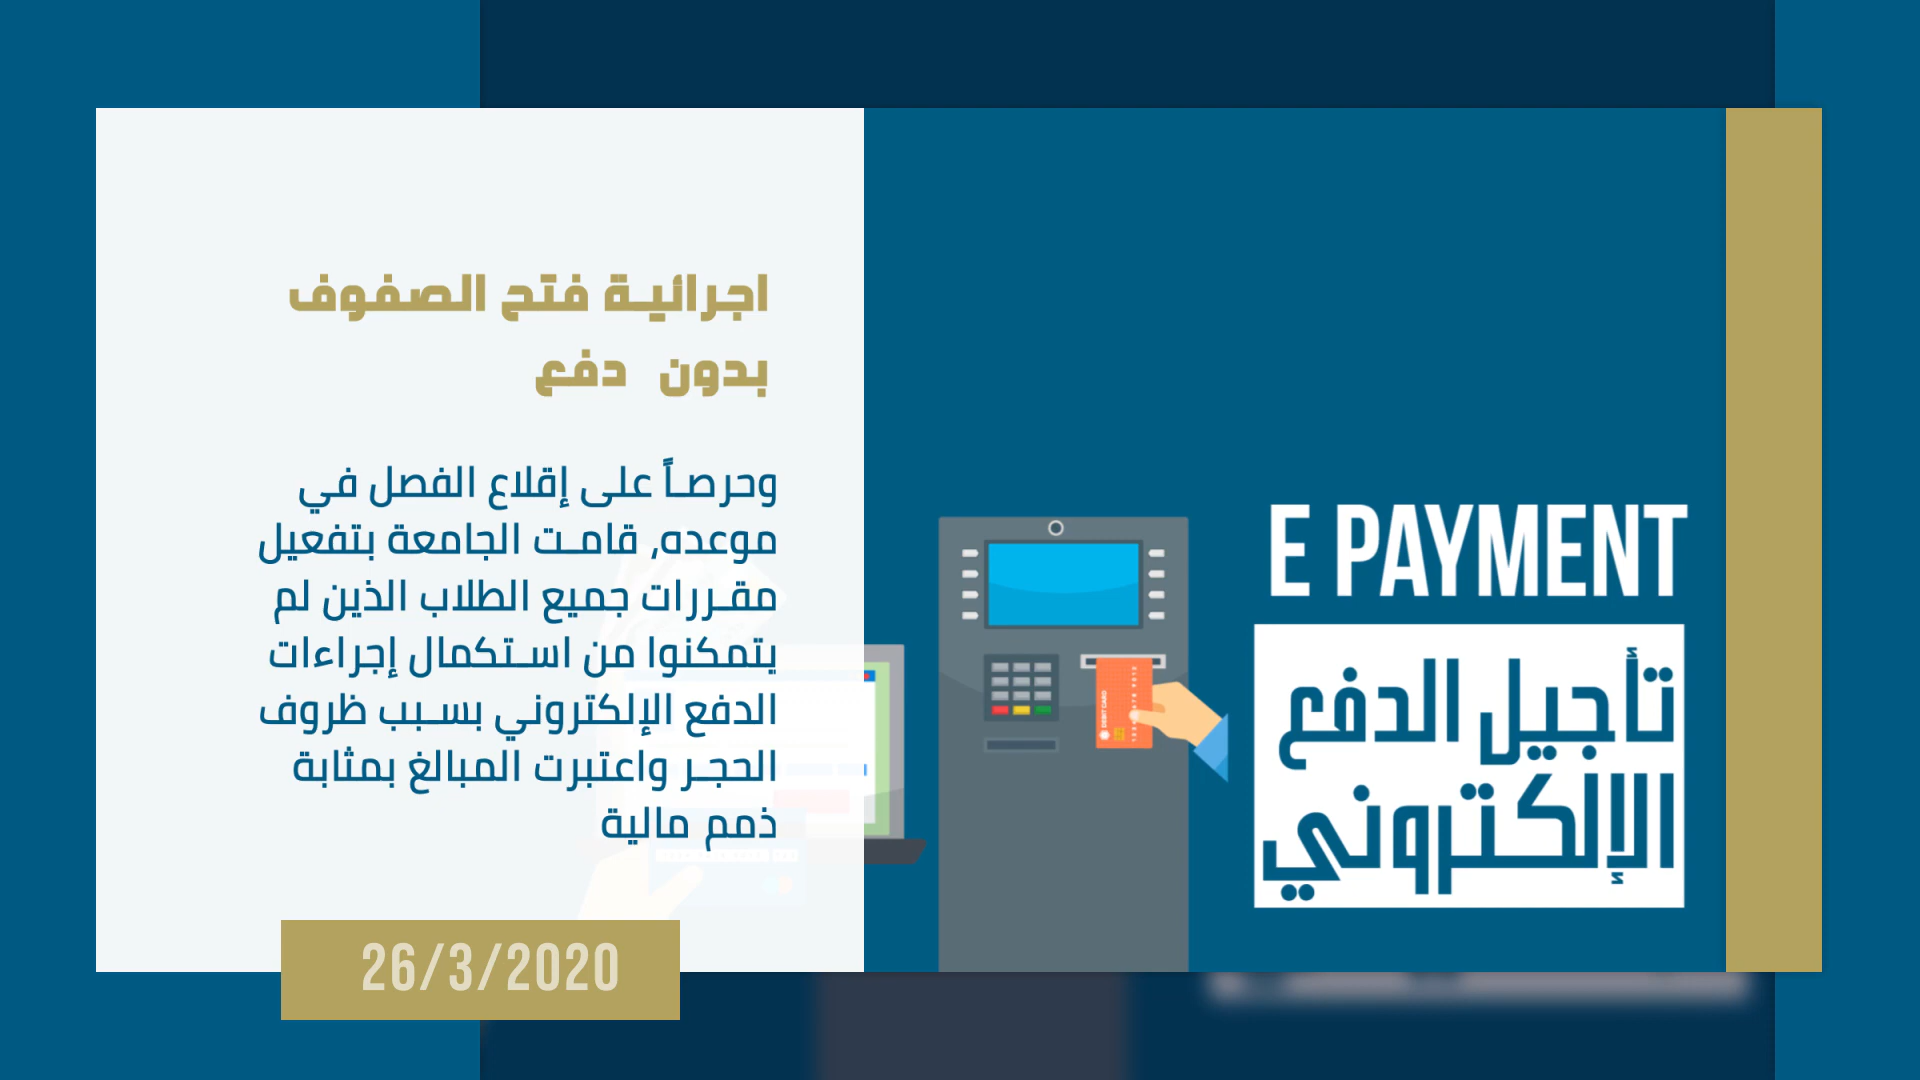 اجرائية فتح الصفوف
بدون دفع
وحرصاً على إقلاع الفصل في
موعده, قامت الجامعة بتفعيل
مقررات جميع الطلاب الذين لم
يتمكنوا من استكمال إجراءات
الدفع الإلكتروني بسبب ظروف
الحجر واعتبرت المبالغ بمثابة
ذمم مالية
26/3/2020
E PAYMENT
تأجيل الدفع
الإلكتروني
DEBIT CARD